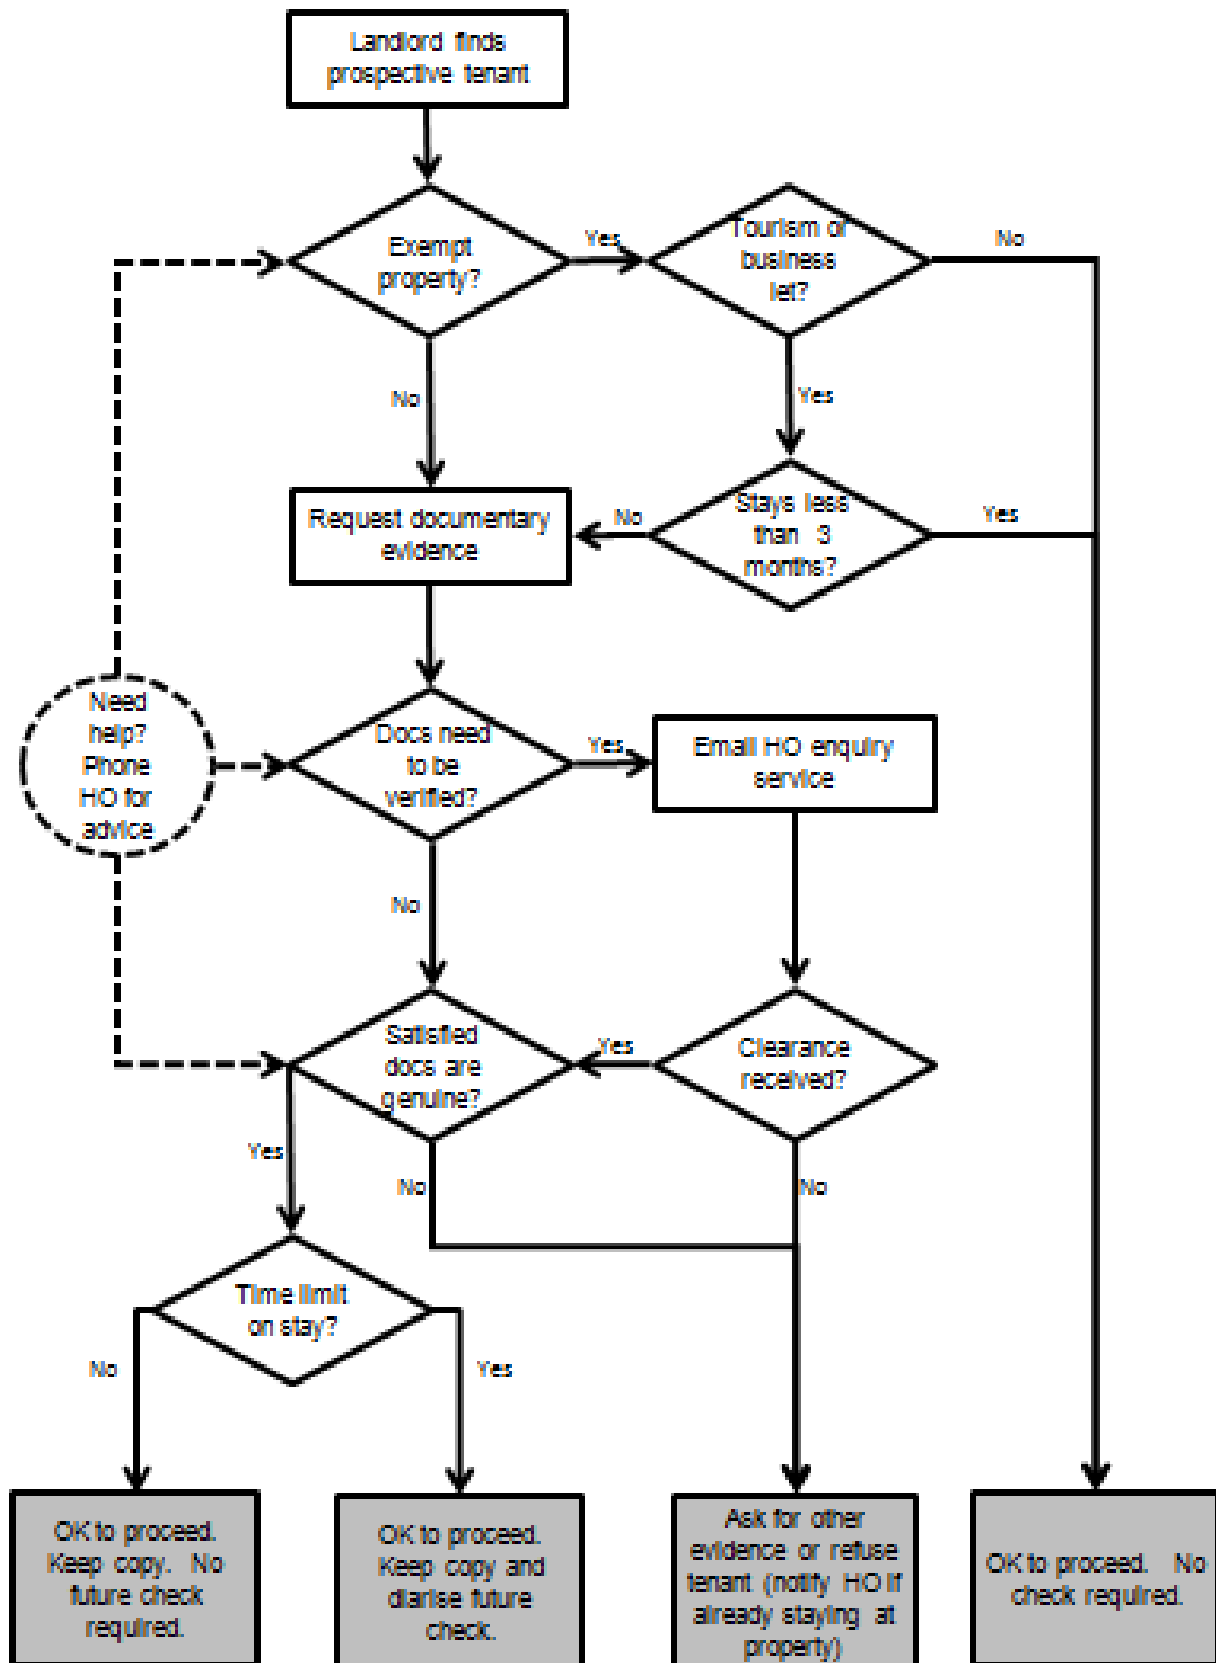 Landlord finds
prospective tenant
Exempt
property?
Yes
Tourism or
business
let?
No
No
Yes
Request documentary
evidence
No
Stays less
than 3
months?
Yes
Need
help?
Phone
HO for
advice
Docs need
to be
verified?
Yes
Email HO enquiry
service
No
Satisfied
docs are
genuine?
Yes
Clearance
received?
Yes
No
No
Time limit
on stay?
No
Yes
OK to proceed.
Keep copy. No
future check
required.
OK to proceed.
Keep copy and
diarise future
check.
Ask for other
evidence or refuse
tenant (notify HO if
already staying at
property)
OK to proceed. No
check required.